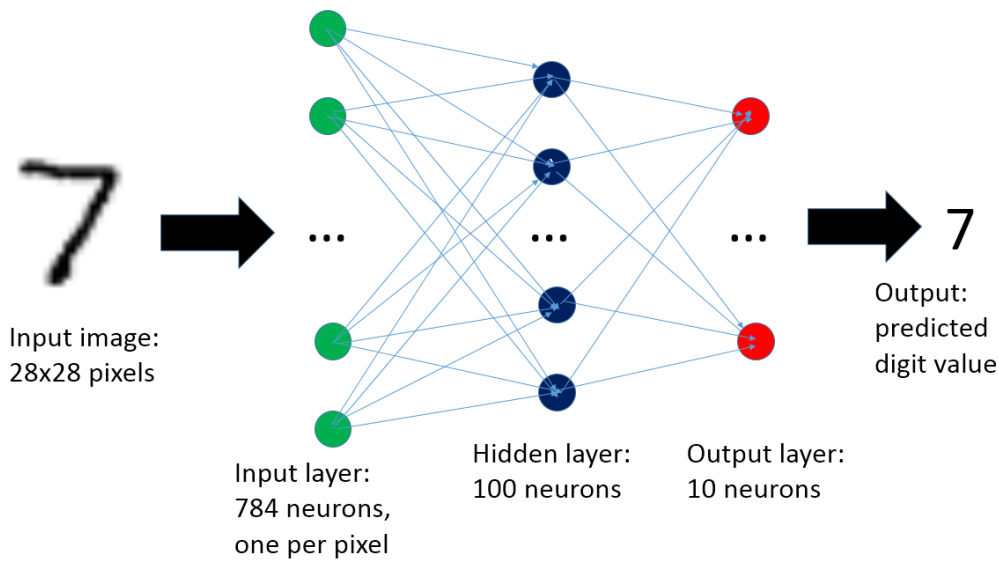 7
...
...
...
7
Input image:
28x28 pixels
Output:
predicted
digit value
Input layer:
784 neurons,
one per pixel
Hidden layer:
100 neurons
Output layer:
10 neurons